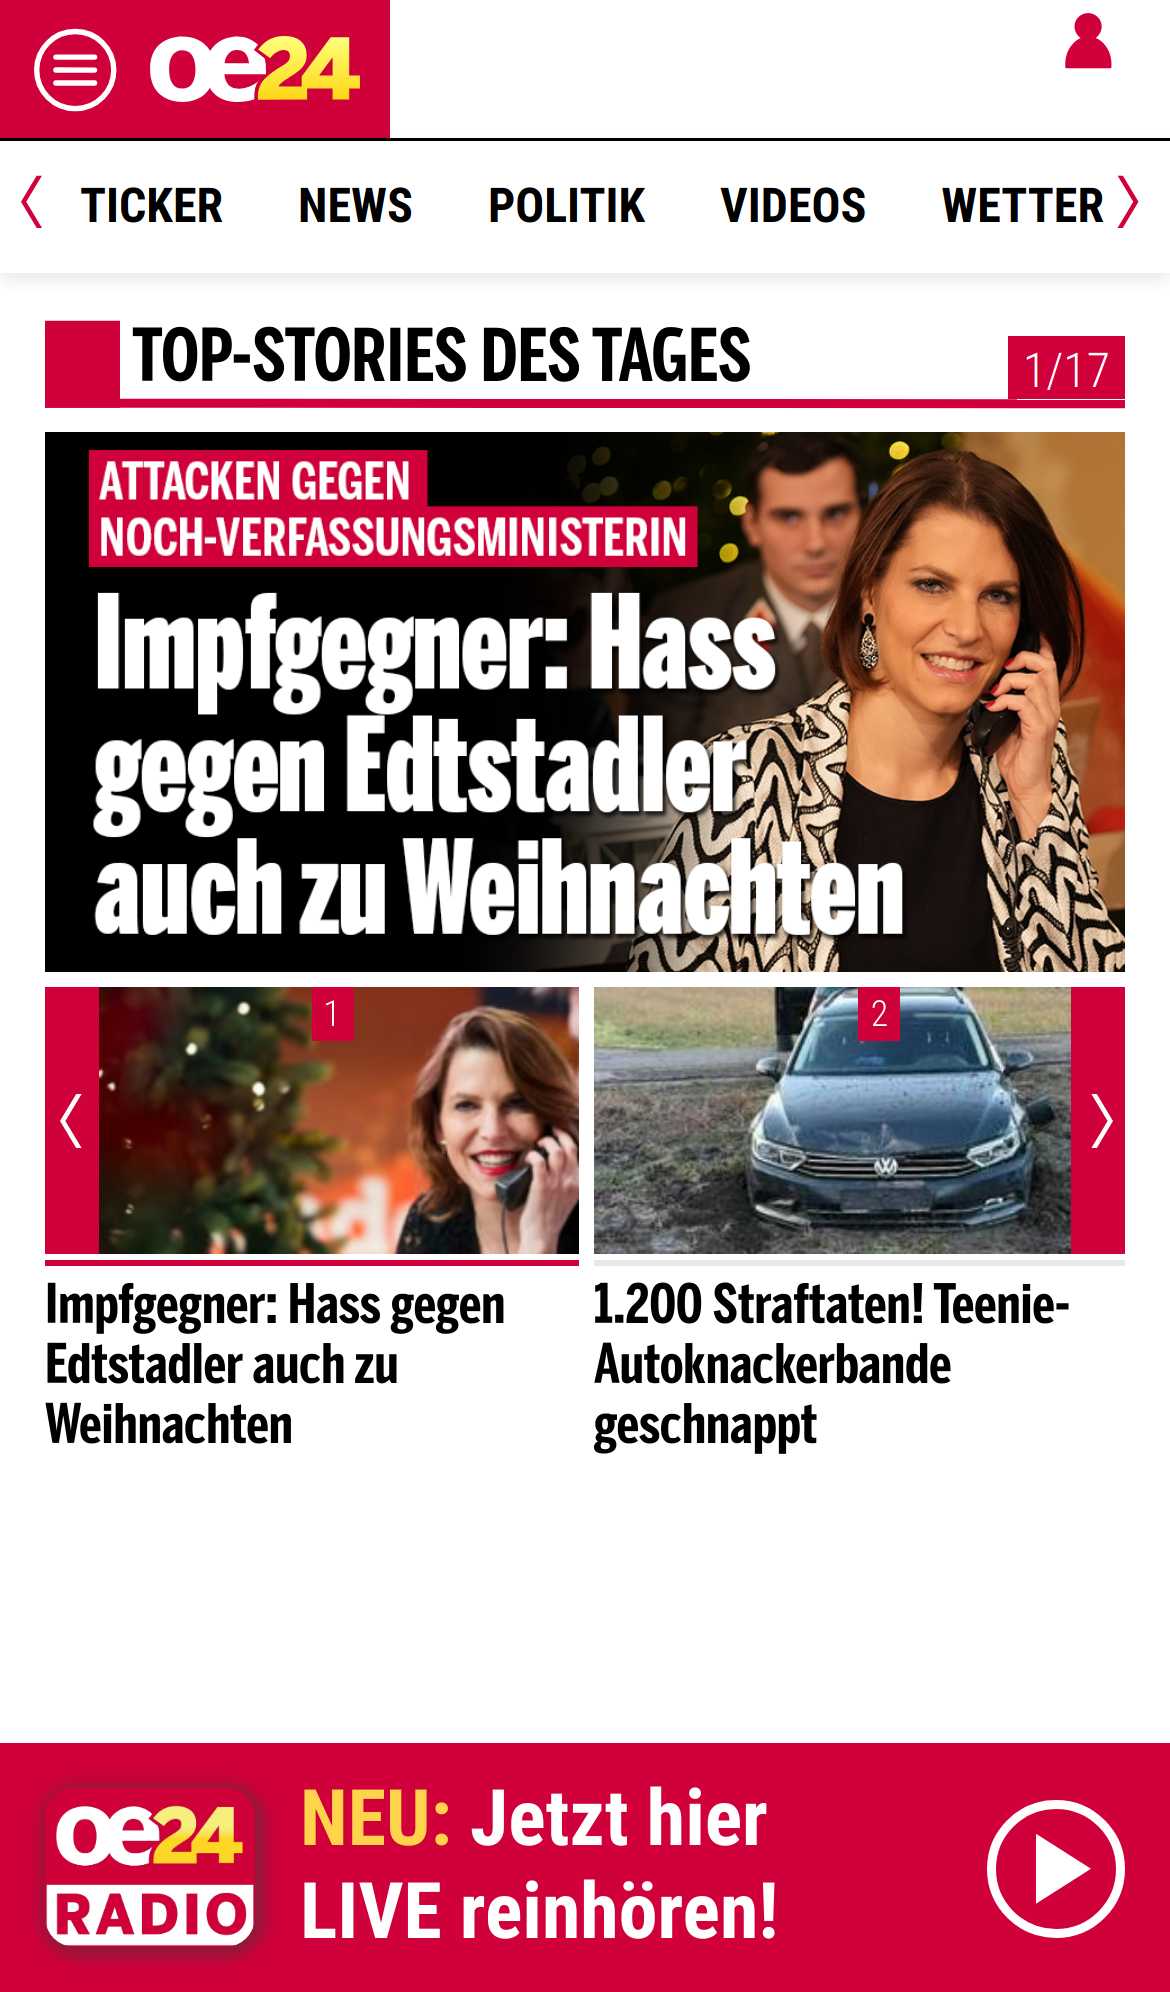 oe24
TICKER NEWS POLITIK VIDEOS WETTER
TOP-STORIES DES TAGES
1/17
ATTACKEN GEGEN
NOCH-VERFASSUNGSMINISTERIN
Impfgegner: Hass
gegen Edtstadler
auch zu Weihnachten
1
2
Impfgegner: Hass gegen
Edtstadler auch zu
Weihnachten
1.200 Straftaten! Teenie-
Autoknackerbande
geschnappt
oe24
RADIO
NEU: Jetzt hier
LIVE reinhören!